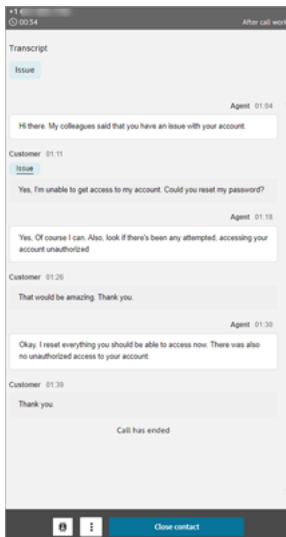 +1
00:54 After call work
Transcript
Issue
Agent 01:04
Hi there. My colleagues said that you have an issue with your account.
Customer 01:11
Issue
Yes, I'm unable to get access to my account. Could you reset my password?
Agent 01:18
Yes, Of course I can. Also, look if there's been any attempted, accessing your
account unauthorized
Customer 01:26
That would be amazing. Thank you.
Agent 01:30
Okay. I reset everything you should be able to access now. There was also
no unauthorized access to your account.
Customer 01:39
Thank you.
Call has ended
Close contact